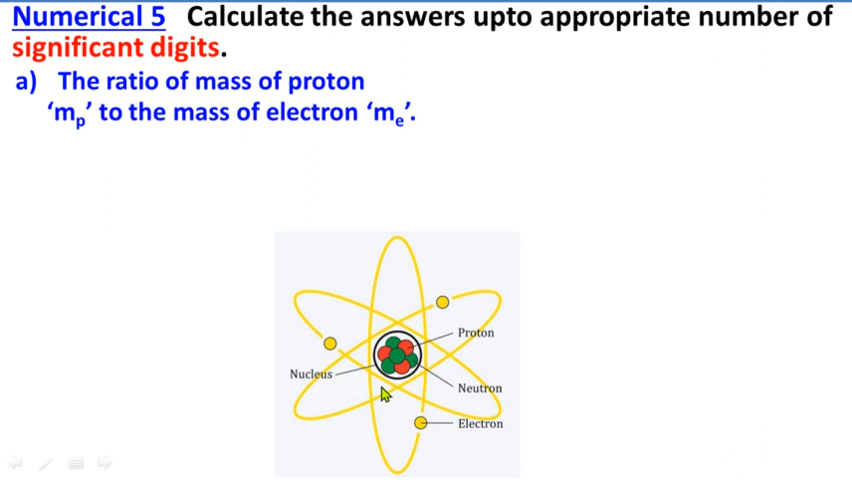 Numerical 5 Calculate the answers upto appropriate number of
significant digits.
a) The ratio of mass of proton
‘mp’ to the mass of electron ‘me’.
Proton
Nucleus
Neutron
Electron